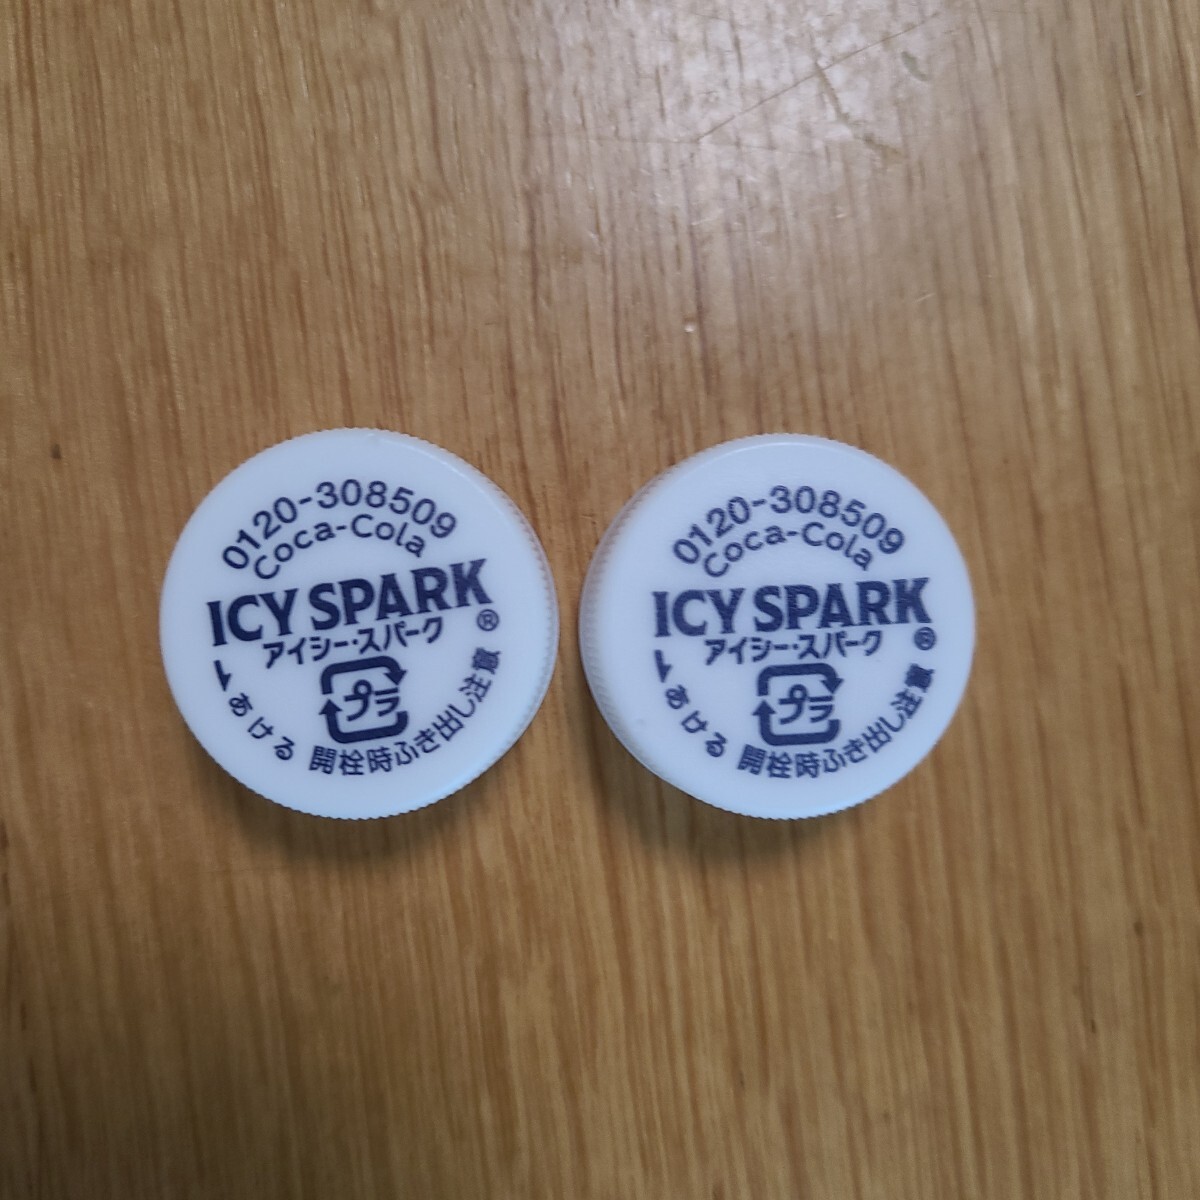 0120-308509
Coca-Cola
ICY SPARK
®
アイシー・スパーク
プラ
あける 開栓時ふき出し注意
0120-308509
Coca-Cola
ICY SPARK
®
アイシー・スパーク
プラ
あける 開栓時ふき出し注意